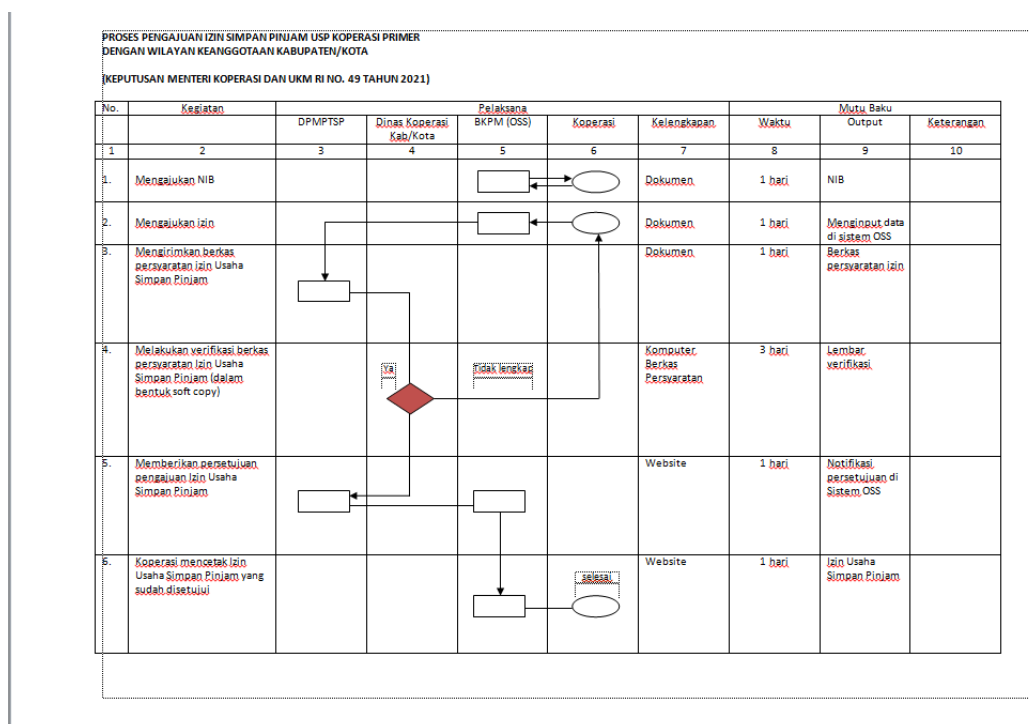 PROSES PENGAJUAN IZIN SIMPAN PINJAM USP KOPERASI PRIMER
DENGAN WILAYAN KEANGGOTAAN KABUPATEN/KOTA
(KEPUTUSAN MENTERI KOPERASI DAN UKM RI NO. 49 TAHUN 2021)
No. Kegiatan Pelaksana Mutu Baku
DPMPTSP Dinas Koperasi Kab/Kota BKPM (OSS) Koperasi Kelengkapan Waktu Output Keterangan
1 2 3 4 5 6 7 8 9 10
1. Mengajukan NIB Dokumen 1 hari NIB
2. Mengajukan izin Dokumen 1 hari Menginput data
di sistem OSS
3. Mengirimkan berkas Dokumen 1 hari Berkas
persyaratan izin Usaha persyaratan izin
Simpan Pinjam
4. Melakukan verifikasi berkas Komputer 3 hari Lembar
persyaratan Izin Usaha Berkas verifikasi
Simpan Pinjam (dalam Ya Tidak lengkap Persyaratan
bentuk soft copy)
5. Memberikan persetujuan Website 1 hari Notifikasi
pengajuan Izin Usaha persetujuan di
Simpan Pinjam Sistem OSS
6. Koperasi mencetak Izin Website 1 hari Izin Usaha
Usaha Simpan Pinjam yang selesai Simpan Pinjam
sudah disetujui